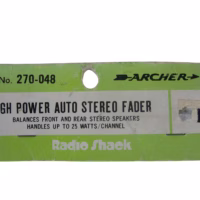 No. 270-048 ARCHER
GH POWER AUTO STEREO FADER
BALANCES FRONT AND REAR STEREO SPEAKERS
HANDLES UP TO 25 WATTS/CHANNEL
Radio Shack